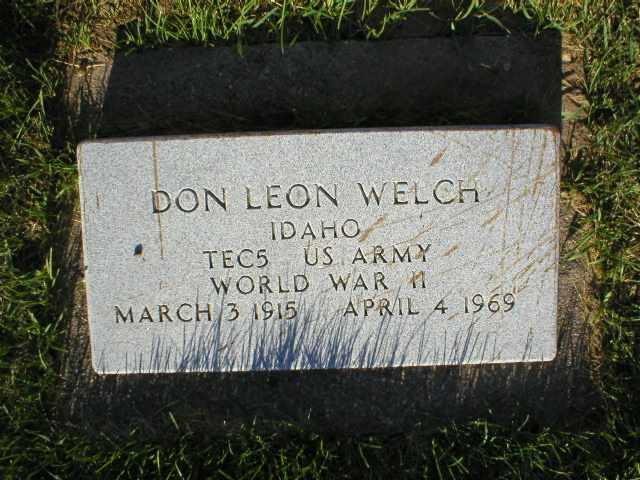 DON LEON WELCH
IDAHO
TEC5 US ARMY
WORLD WAR II
MARCH 3 1915 APRIL 4 1969